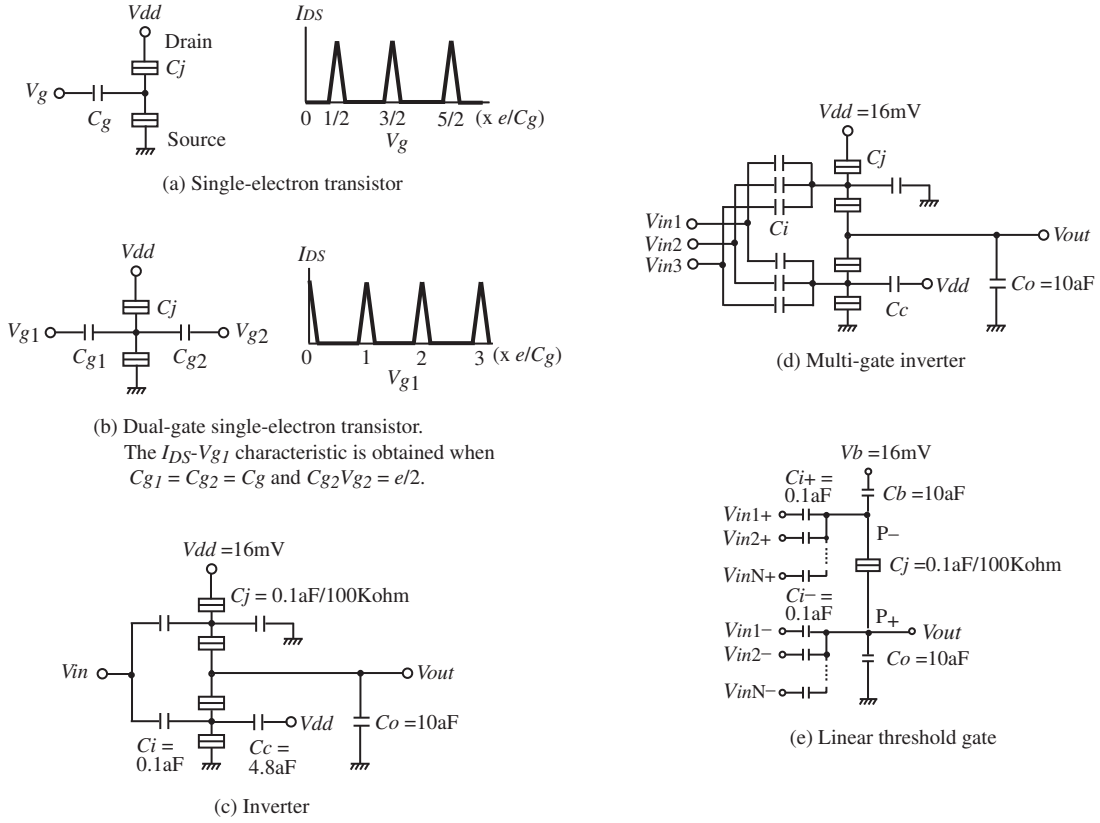 Vdd
Drain
Cj
Vg
Cg
Source
IDS
0 1/2 3/2 5/2 (x e/Cg)
Vg
(a) Single-electron transistor
Vdd
Cj
Vg1
Vg2
Cg1
Cg2
IDS
0 1 2 3 (x e/Cg)
Vg1
(b) Dual-gate single-electron transistor.
The IDS-Vg1 characteristic is obtained when
Cg1 = Cg2 = Cg and Cg2Vg2 = e/2.
Vdd =16mV
Cj = 0.1aF/100Kohm
Vin
Vout
Vdd
Co =10aF
Ci =
0.1aF
Cc =
4.8aF
(c) Inverter
Vdd =16mV
Cj
Vin1
Ci
Vin2
Vin3
Vout
Vdd
Cc
Co =10aF
(d) Multi-gate inverter
Vb =16mV
Ci+ =
0.1aF
Cb =10aF
Vin1+
Vin2+
P−
VinN+
Cj =0.1aF/100Kohm
Ci− =
0.1aF
P+
Vin1−
Vout
Vin2−
Co =10aF
VinN−
(e) Linear threshold gate